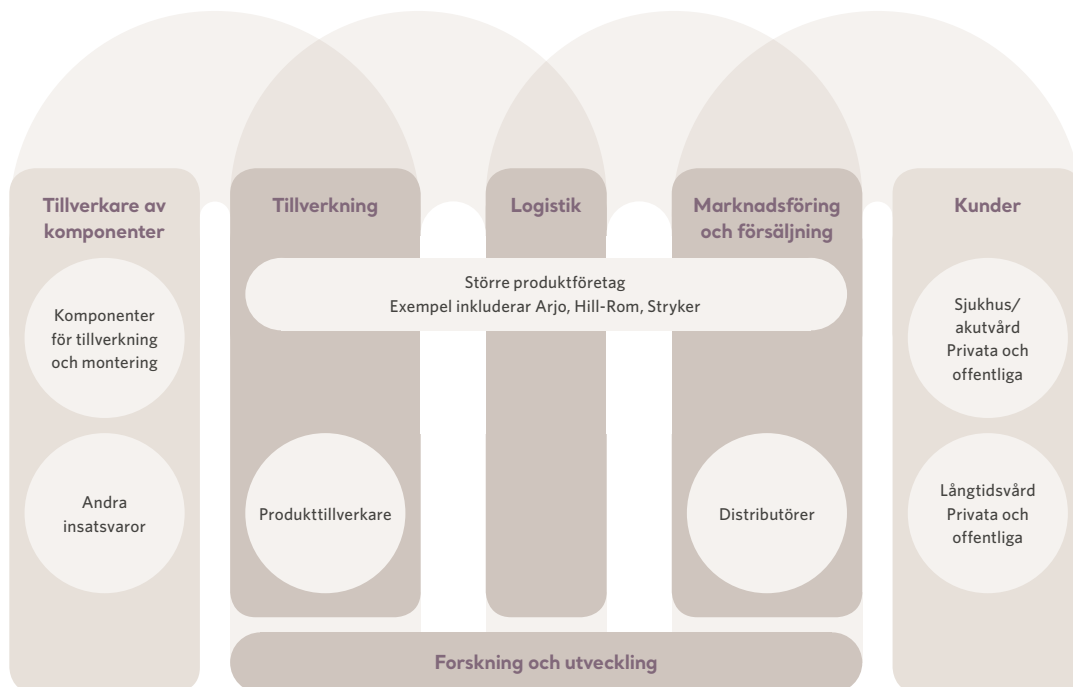 Tillverkare av
komponenter
Komponenter
för tillverkning
och montering
Andra
insatsvaror
Tillverkning
Logistik
Marknadsföring
och försäljning
Större produktföretag
Exempel inkluderar Arjo, Hill-Rom, Stryker
Produkttillverkare
Distributörer
Forskning och utveckling
Kunder
Sjukhus/
akutvård
Privata och
offentliga
Långtidsvård
Privata och
offentliga